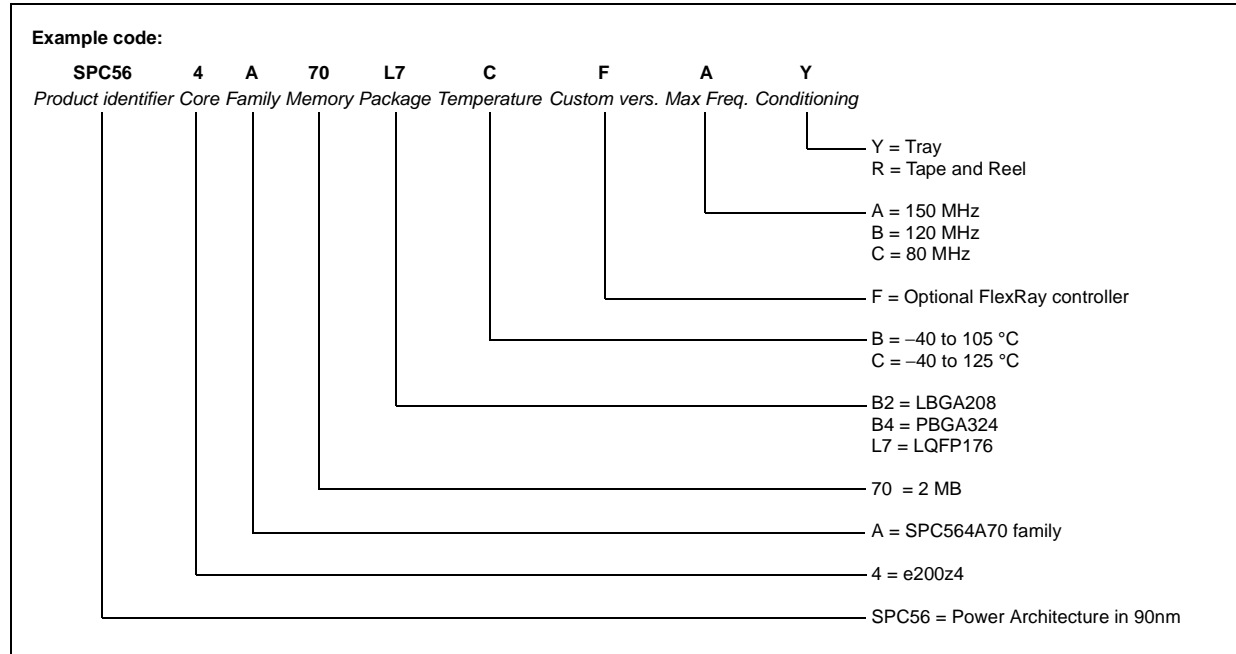 Example code:
SPC56 4 A 70 L7 C F A Y
Product identifier Core Family Memory Package Temperature Custom vers. Max Freq. Conditioning
Y = Tray
R = Tape and Reel
A = 150 MHz
B = 120 MHz
C = 80 MHz
F = Optional FlexRay controller
B = −40 to 105 °C
C = −40 to 125 °C
B2 = LBGA208
B4 = PBGA324
L7 = LQFP176
70 = 2 MB
A = SPC564A70 family
4 = e200z4
SPC56 = Power Architecture in 90nm